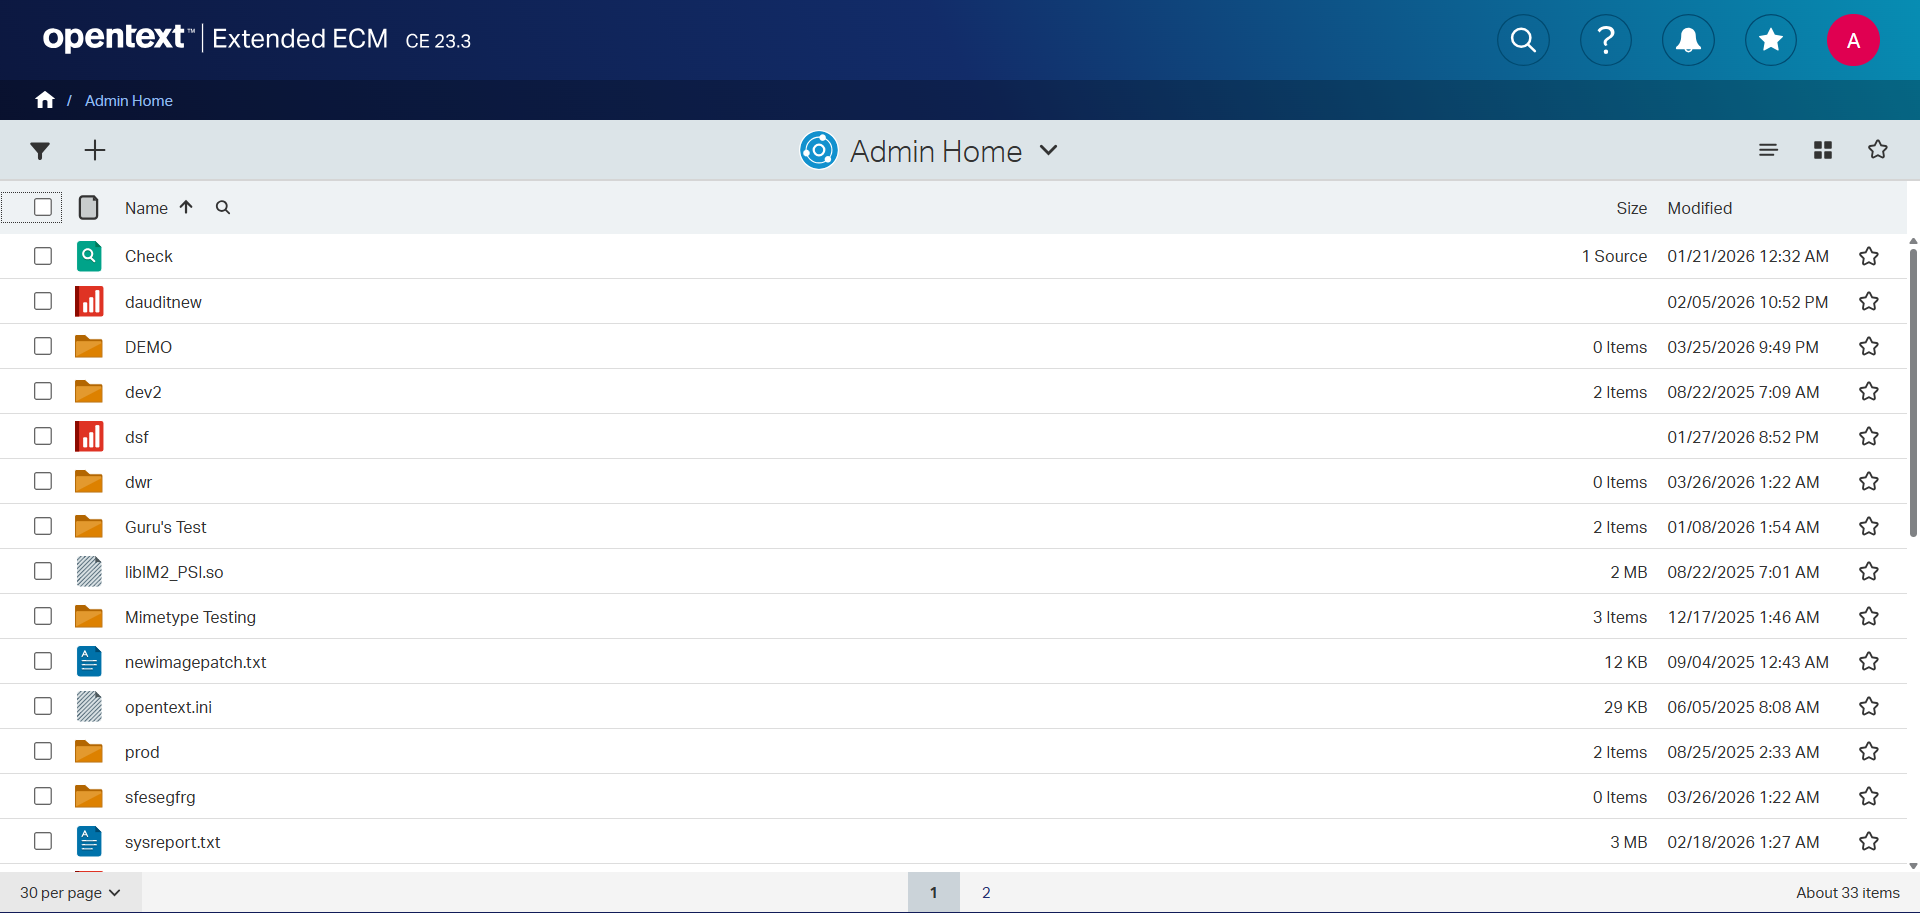 opentext™ | Extended ECM CE 23.3
A
/ Admin Home
Admin Home
Name Size Modified
Check 1 Source 01/21/2026 12:32 AM
dauditnew 02/05/2026 10:52 PM
DEMO 0 Items 03/25/2026 9:49 PM
dev2 2 Items 08/22/2025 7:09 AM
dsf 01/27/2026 8:52 PM
dwr 0 Items 03/26/2026 1:22 AM
Guru's Test 2 Items 01/08/2026 1:54 AM
libIM2_PSI.so 2 MB 08/22/2025 7:01 AM
Mimetype Testing 3 Items 12/17/2025 1:46 AM
newimagepatch.txt 12 KB 09/04/2025 12:43 AM
opentext.ini 29 KB 06/05/2025 8:08 AM
prod 2 Items 08/25/2025 2:33 AM
sfesegfrg 0 Items 03/26/2026 1:22 AM
sysreport.txt 3 MB 02/18/2026 1:27 AM
30 per page 1 2 About 33 items